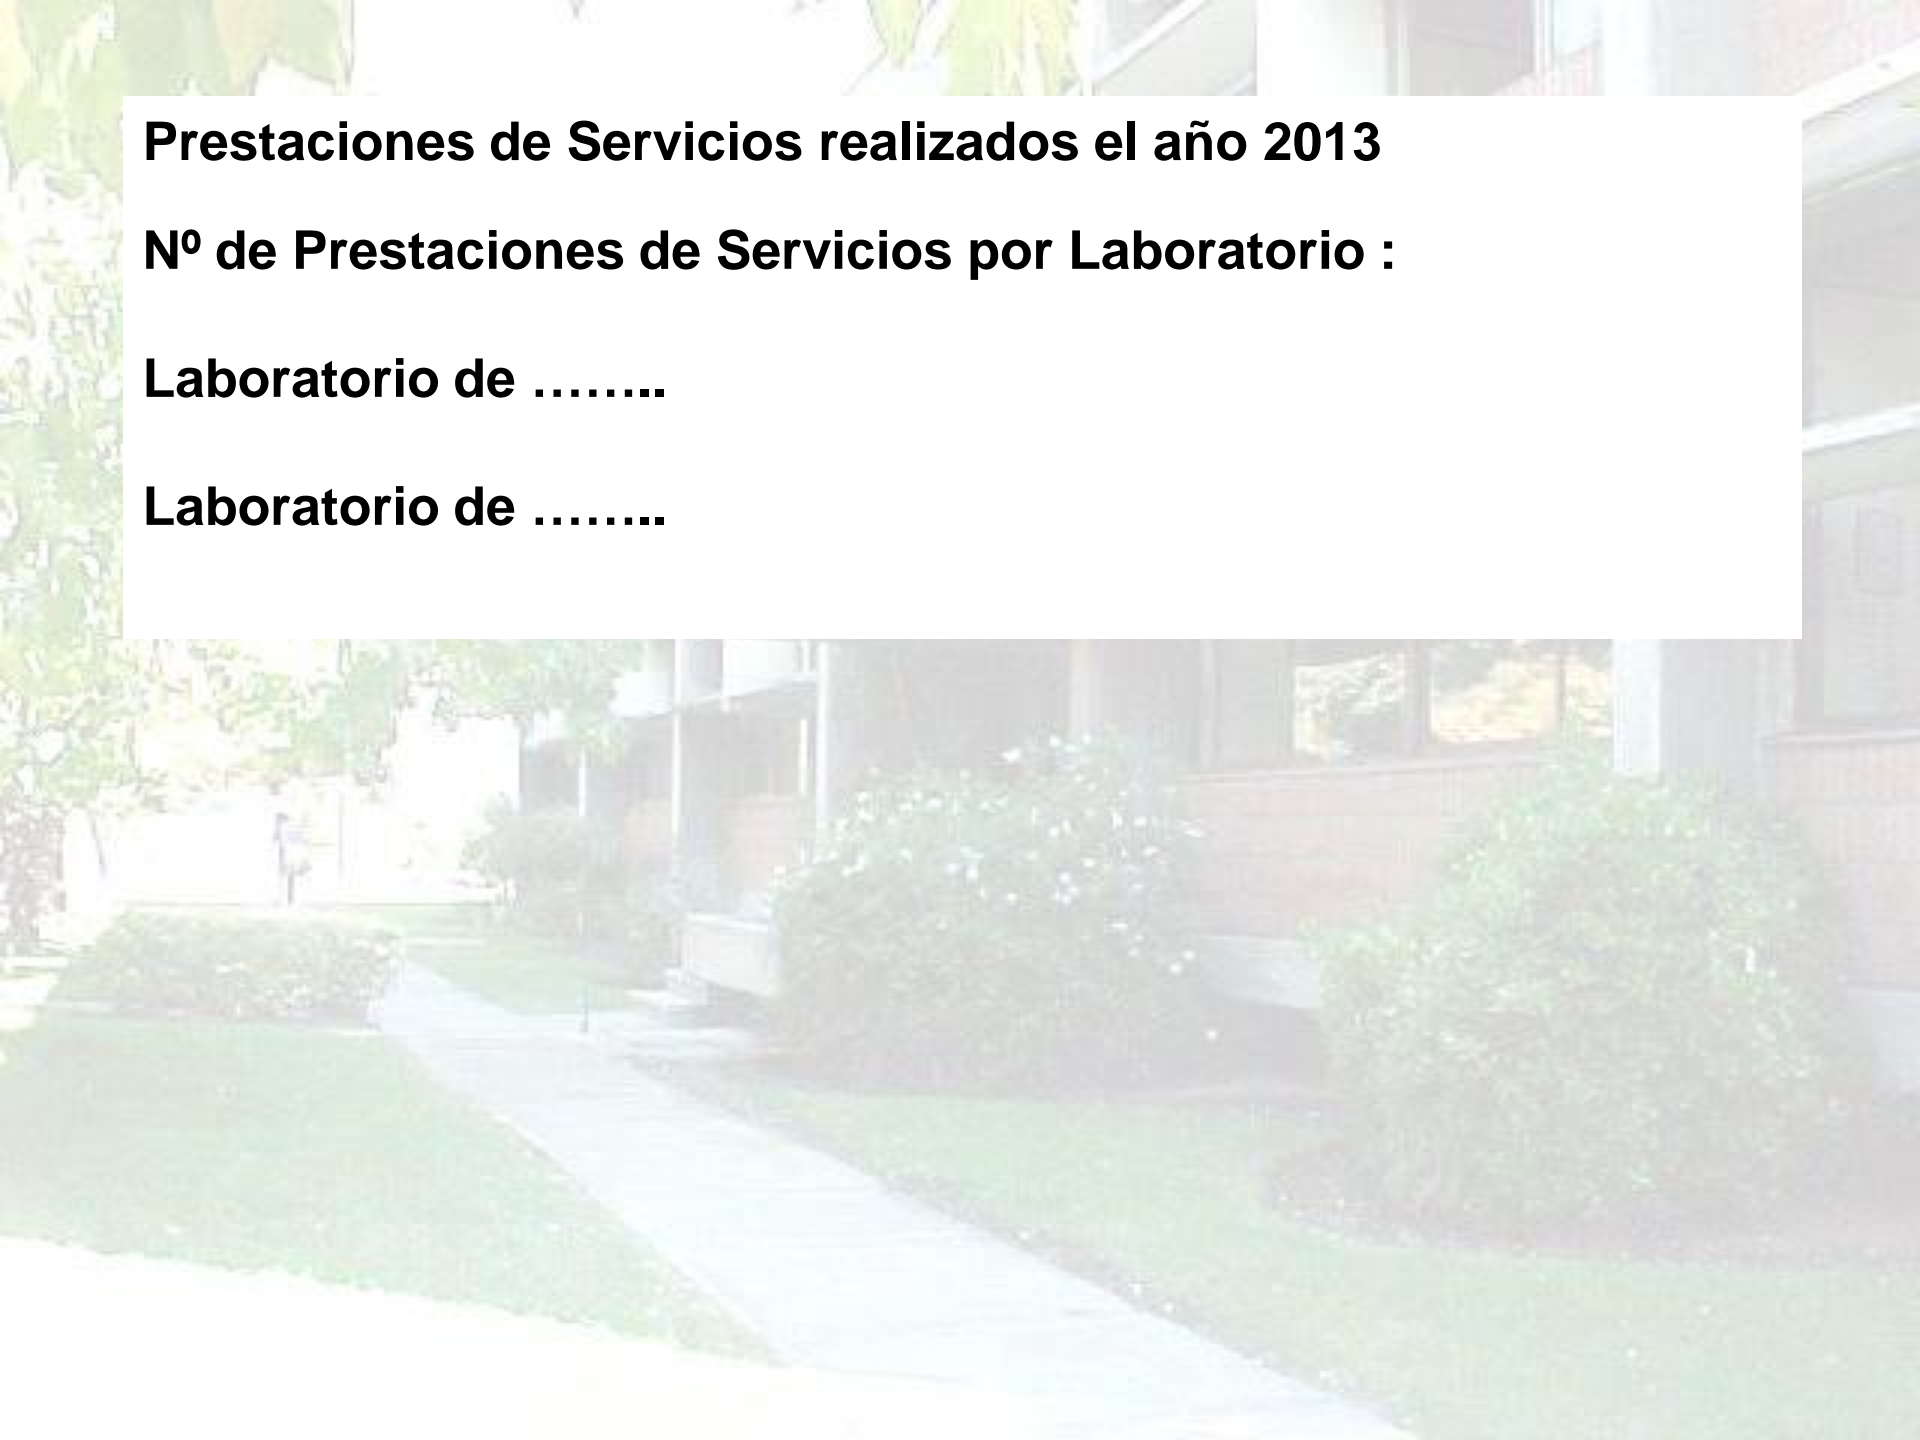 Prestaciones de Servicios realizados el año 2013
Nº de Prestaciones de Servicios por Laboratorio :
Laboratorio de ……..
Laboratorio de ……..